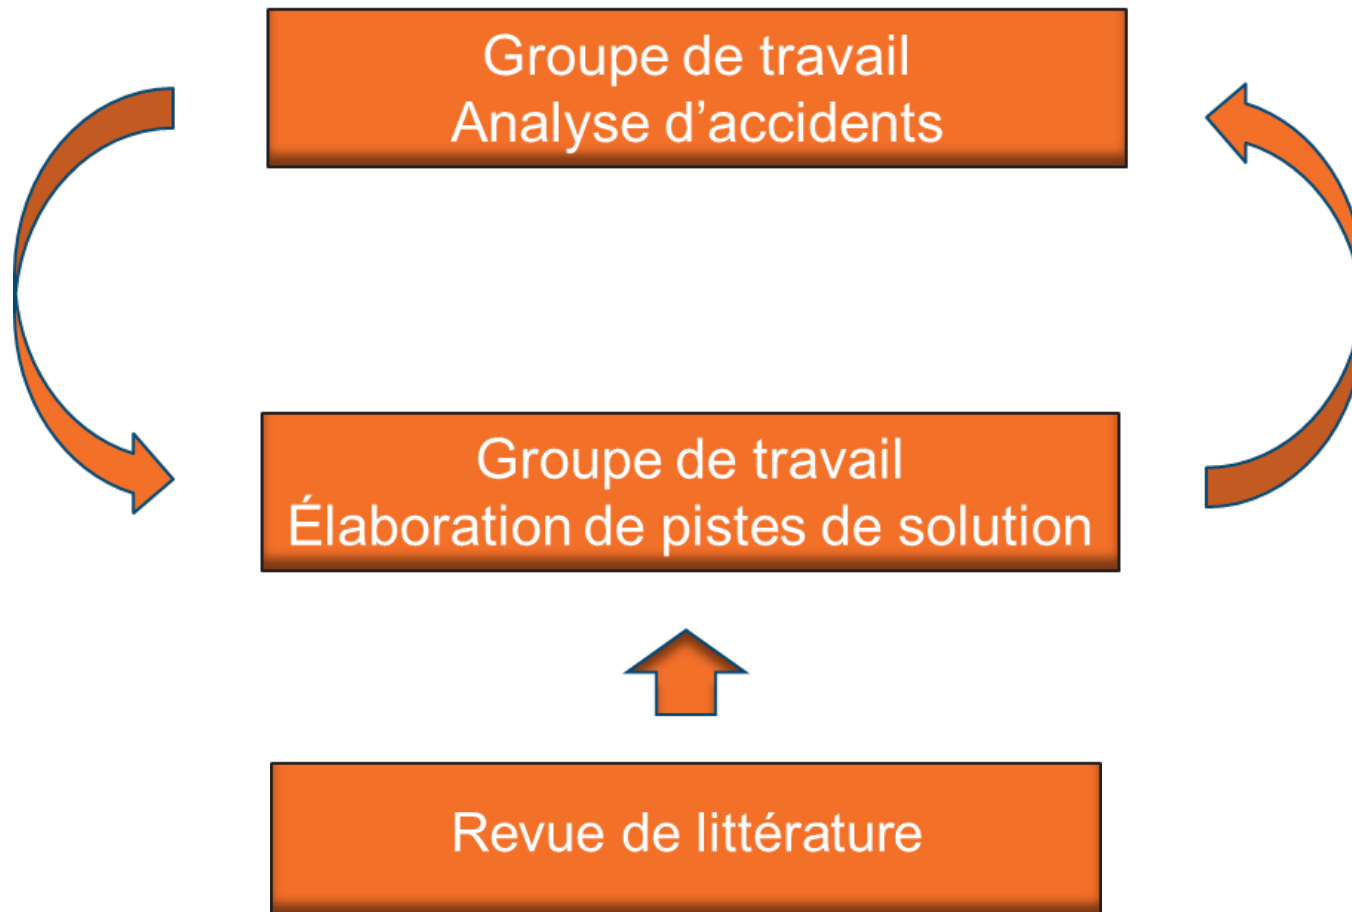 Groupe de travail
Analyse d’accidents
Groupe de travail
Élaboration de pistes de solution
Revue de littérature